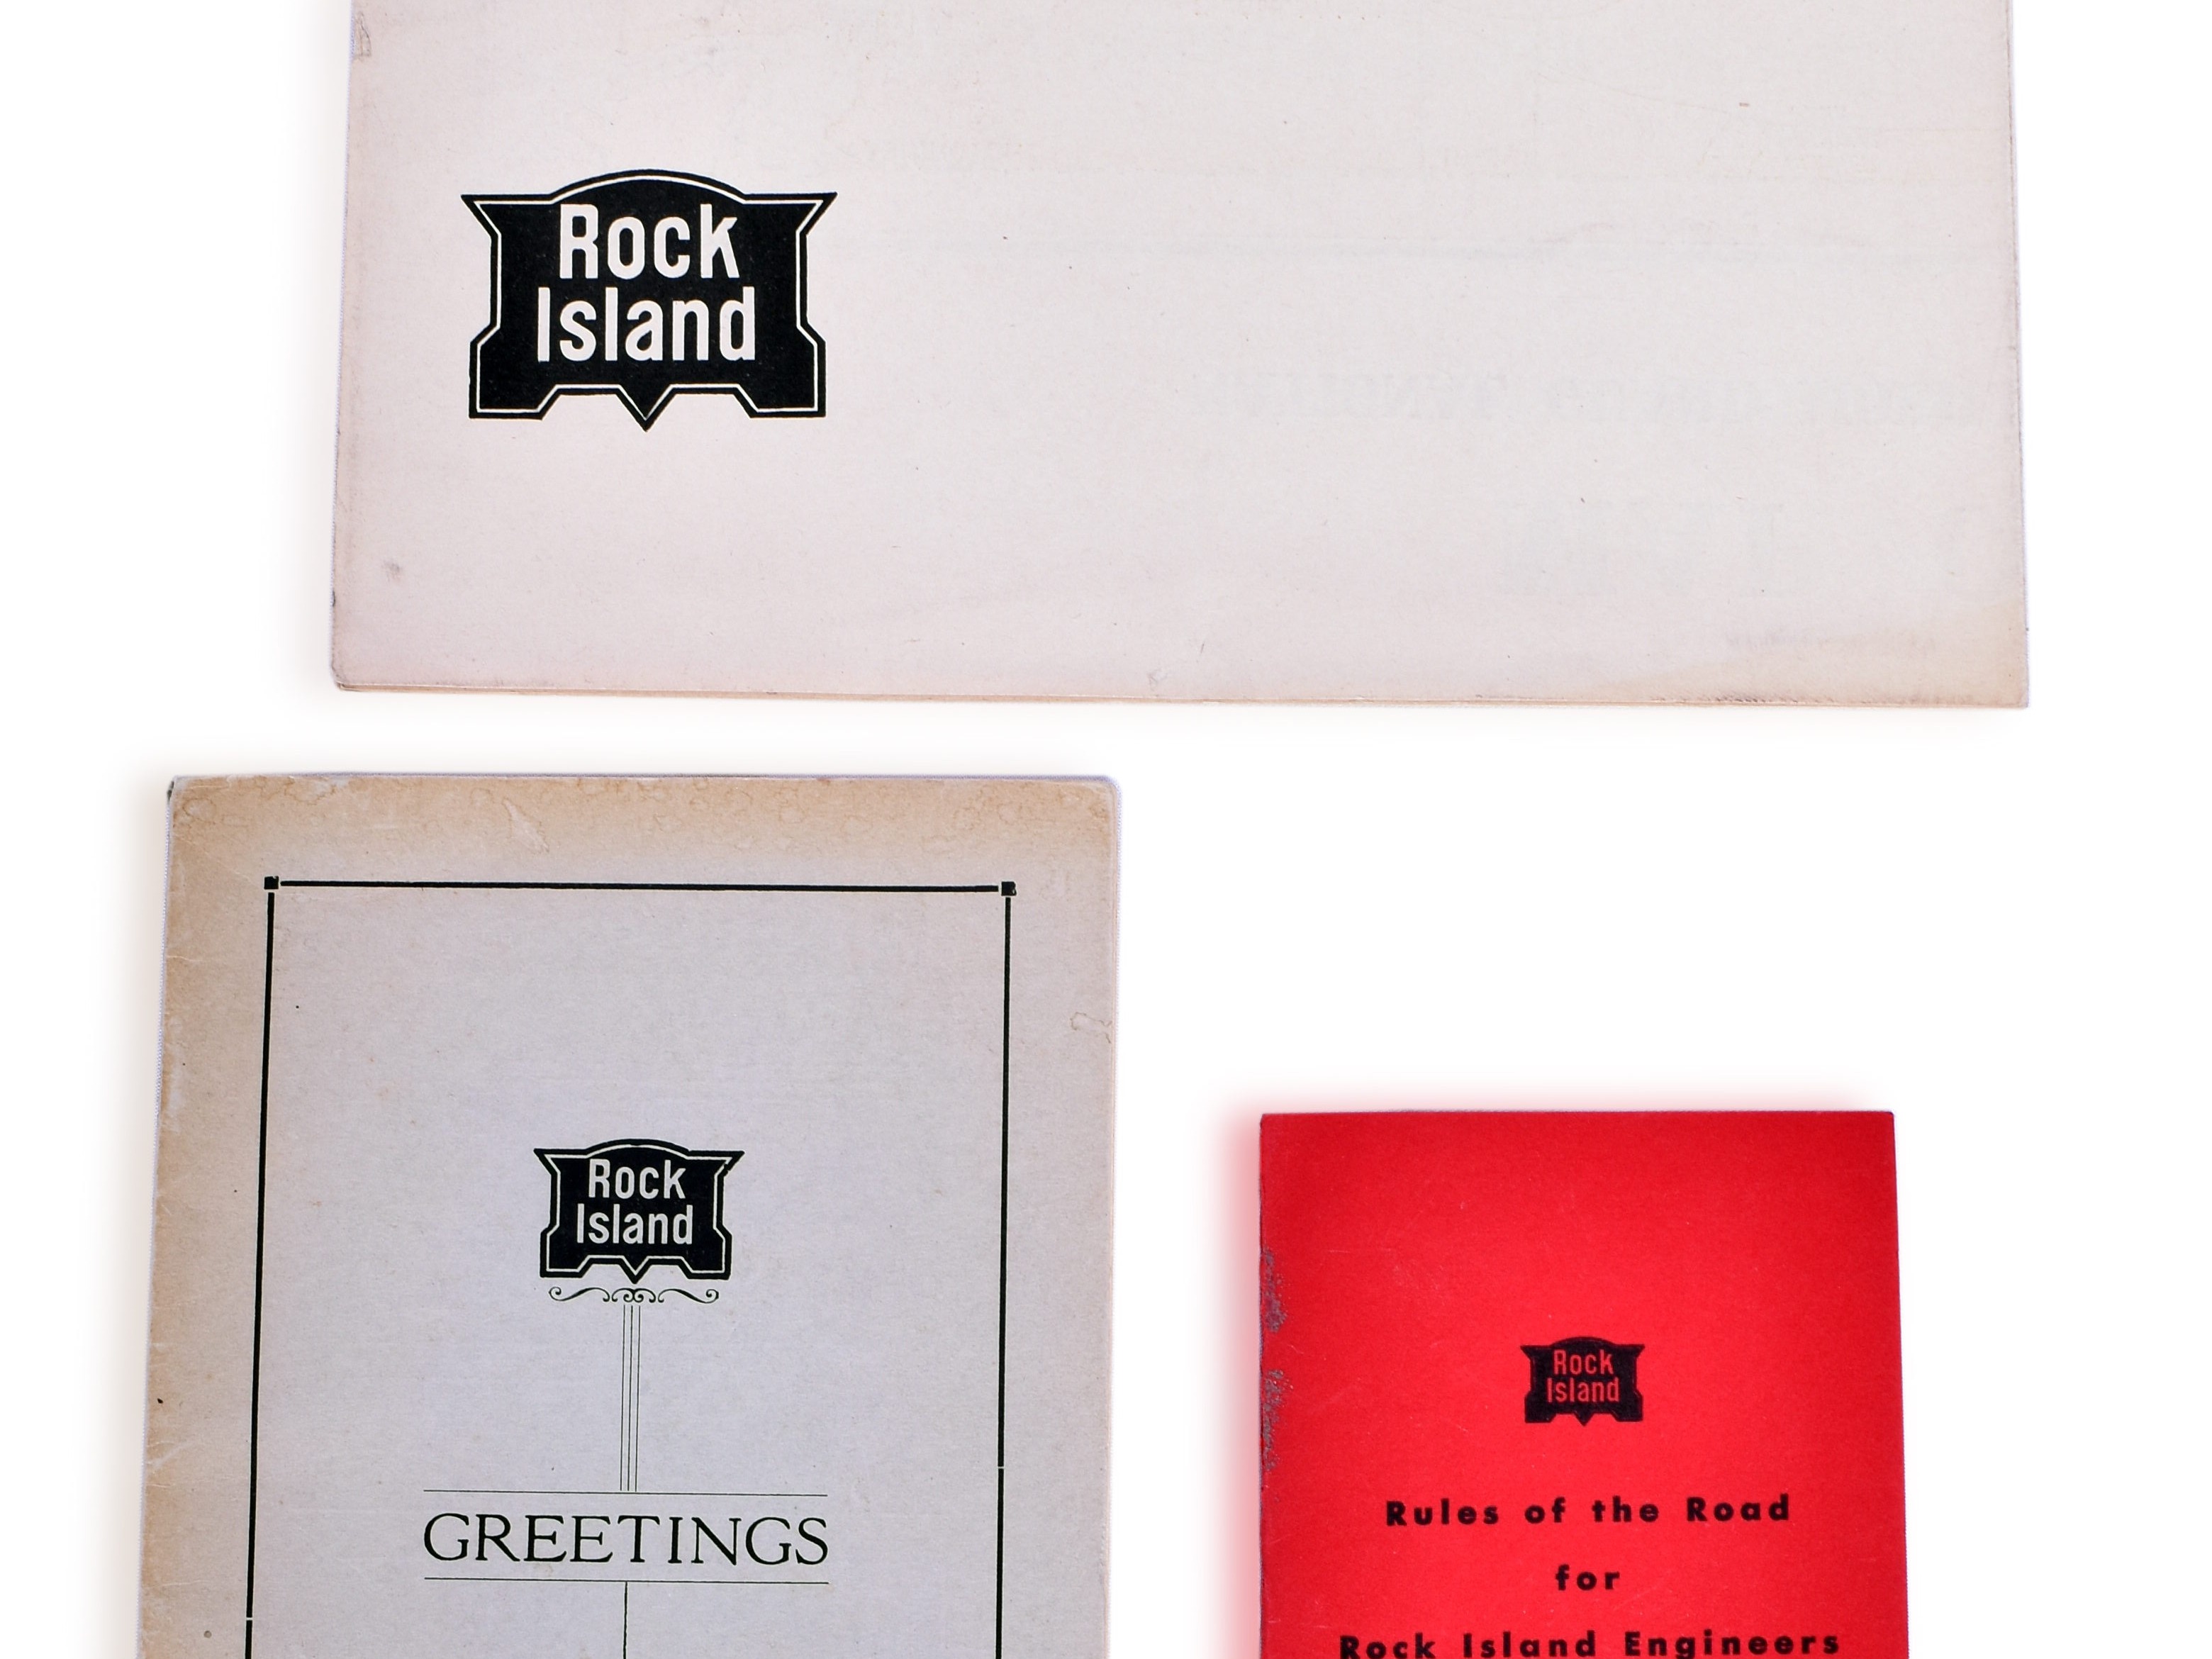 Rock
Island
Rock
Island
GREETINGS
Rock
Island
Rules of the Road
for
Rock Island Engineers